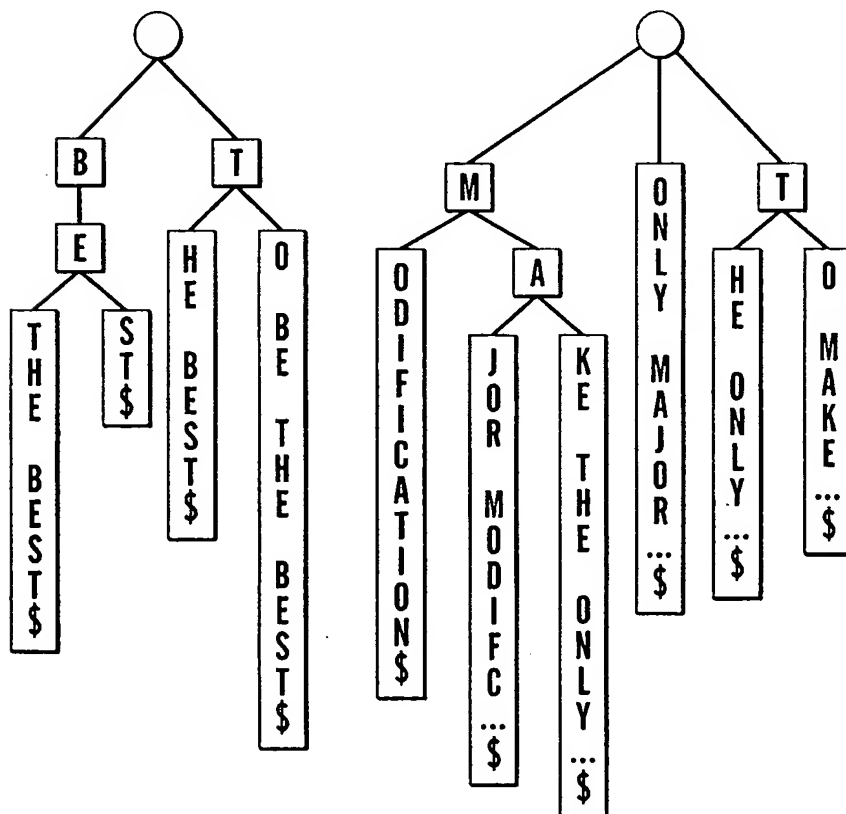 B
T
E
THE BEST$
ST$
HE BEST$
O BE THE BEST$
M
ONLY MAJOR ...$
T
ODIFICATION$
A
HE ONLY ...$
O MAKE ...$
JOR MODIFC ...$
KE THE ONLY ...$